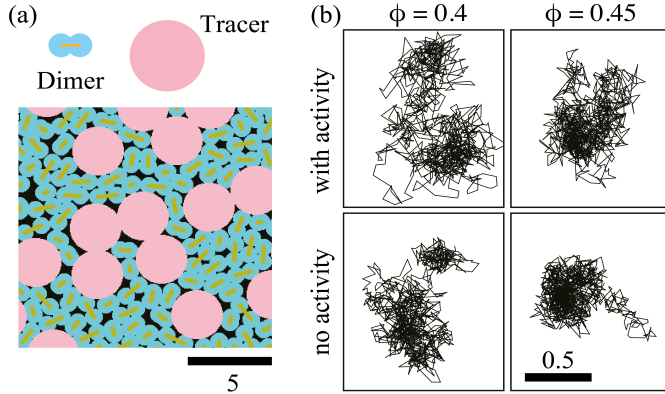 (a)
Tracer
Dimer
5
(b)
ϕ = 0.4
ϕ = 0.45
with activity
no activity
0.5